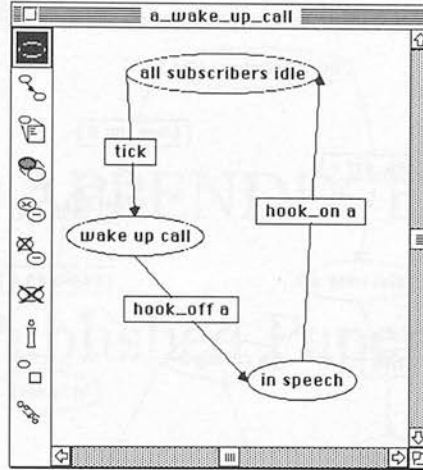 a_wake_up_call
all subscribers idle
tick
hook_on a
wake up call
hook_off a
in speech